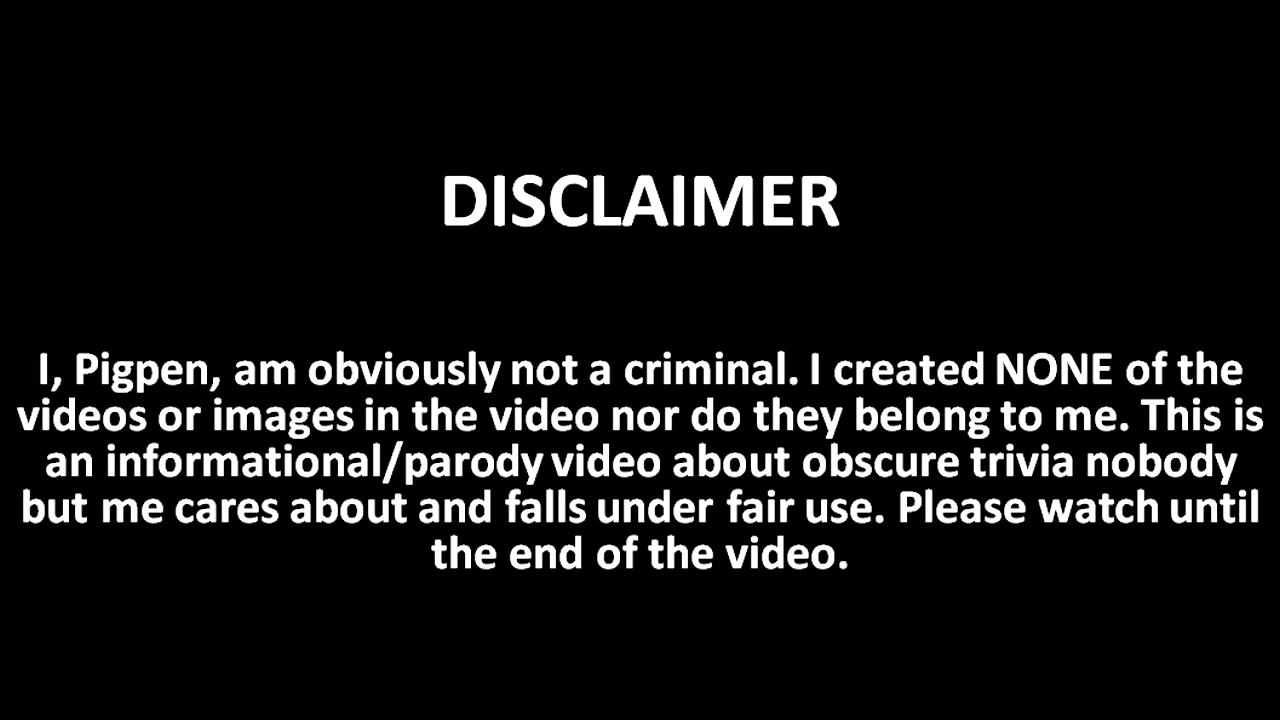 DISCLAIMER
I, Pigpen, am obviously not a criminal. I created NONE of the
videos or images in the video nor do they belong to me. This is
an informational/parody video about obscure trivia nobody
but me cares about and falls under fair use. Please watch until
the end of the video.